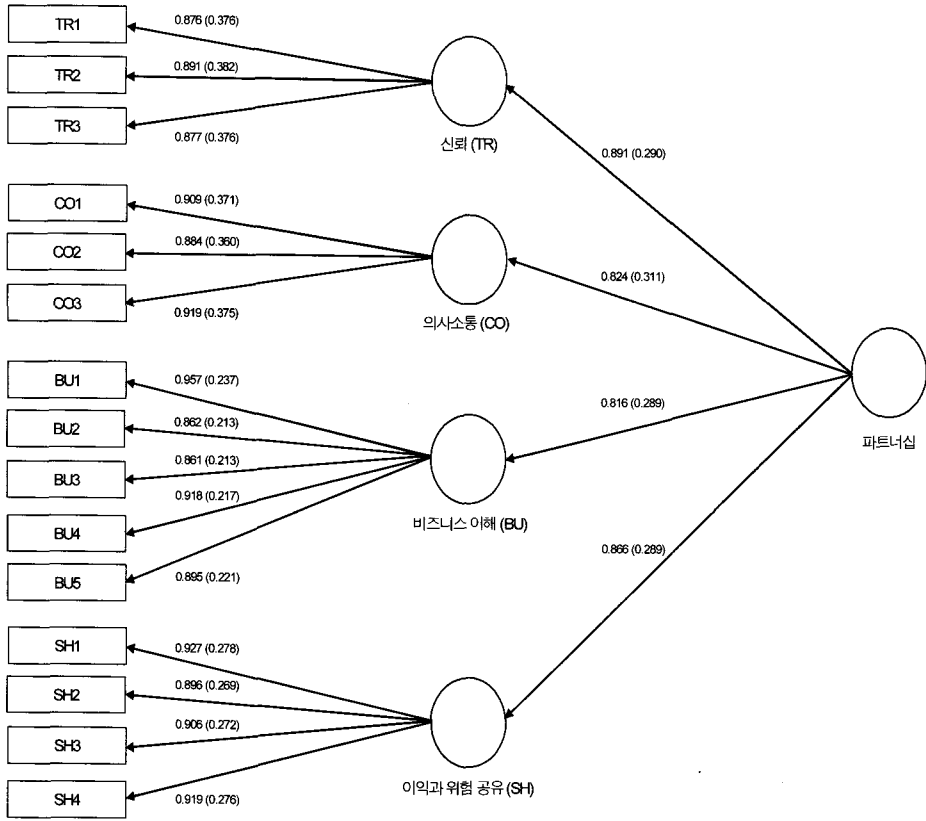 TR1
0.876 (0.376)
TR2
0.891 (0.382)
TR3
0.877 (0.376)
신뢰 (TR)
0.891 (0.290)
CO1
0.909 (0.371)
CO2
0.884 (0.360)
CO3
0.919 (0.375)
의사소통 (CO)
0.824 (0.311)
BU1
0.957 (0.237)
BU2
0.862 (0.213)
BU3
0.861 (0.213)
BU4
0.918 (0.217)
BU5
0.895 (0.221)
비즈니스 이해 (BU)
0.816 (0.289)
파트너십
0.866 (0.289)
SH1
0.927 (0.278)
SH2
0.896 (0.269)
SH3
0.906 (0.272)
SH4
0.919 (0.276)
이익과 위험 공유 (SH)